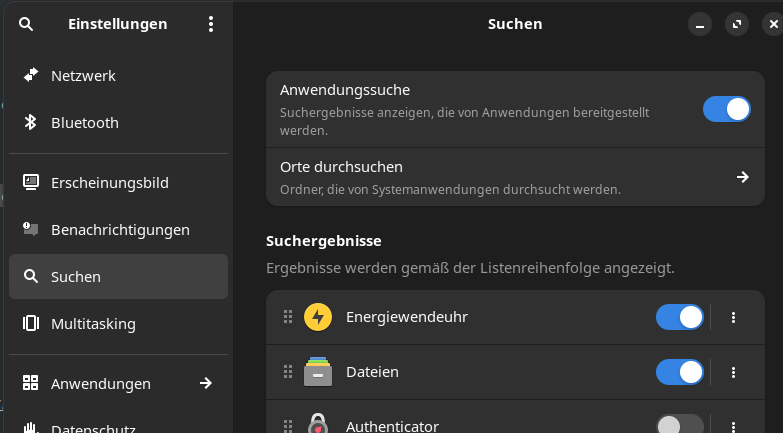 Einstellungen
Netzwerk
Bluetooth
Erscheinungsbild
Benachrichtigungen
Suchen
Multitasking
Anwendungen
Datenschutz
Suchen
Anwendungssuche
Suchergebnisse anzeigen, die von Anwendungen bereitgestellt
werden.
Orte durchsuchen
Ordner, die von Systemanwendungen durchsucht werden.
Suchergebnisse
Ergebnisse werden gemäß der Listenreihenfolge angezeigt.
Energiewendeuhr
Dateien
Authenticator